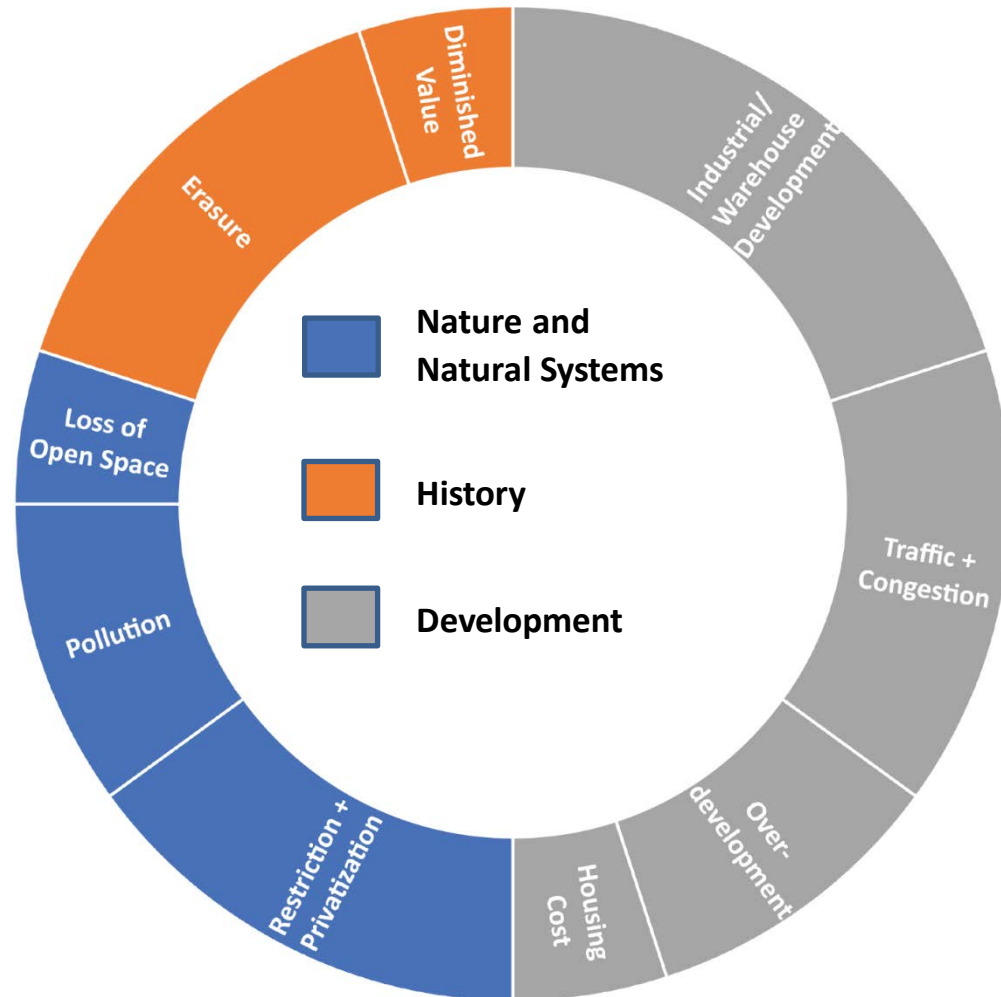 Diminished
Value
Industrial/
Warehouse
Development
Erasure
Nature and
Natural Systems
Loss of
Open Space
History
Traffic +
Congestion
Development
Pollution
Over-
development
Restriction +
Privatization
Housing
Cost